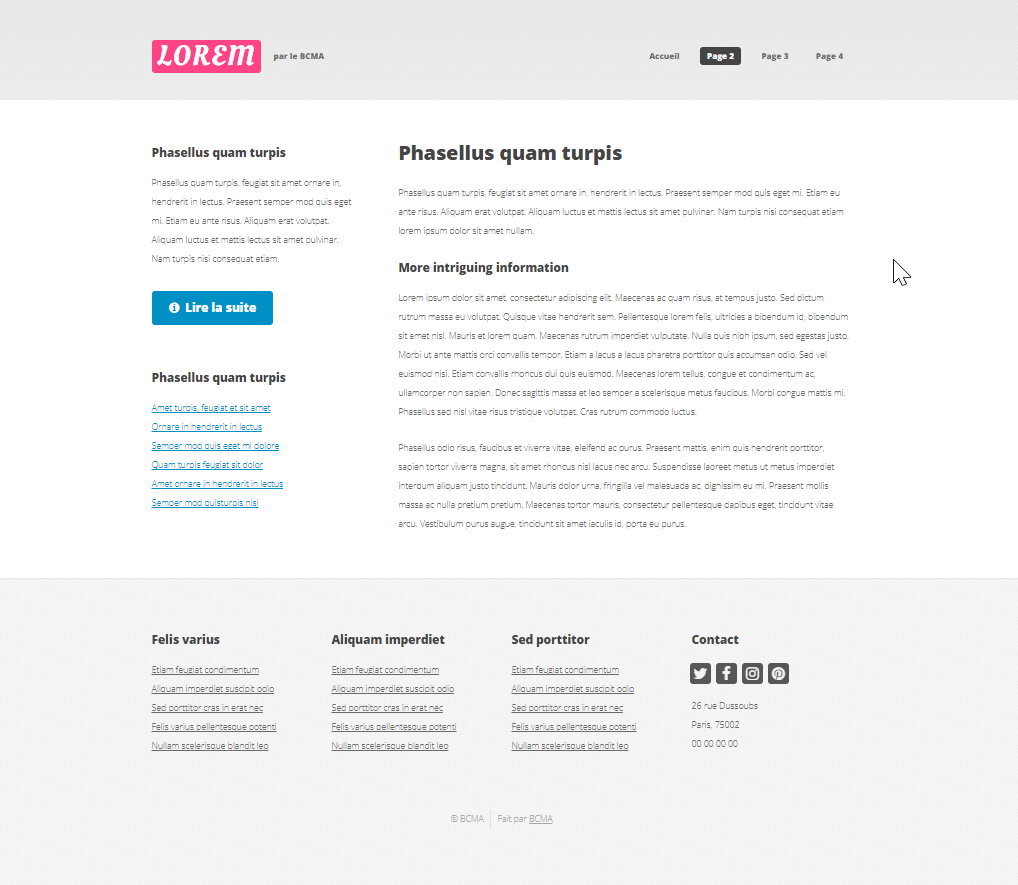 LOREM par le BCMA
Accueil Page 2 Page 3 Page 4
Phasellus quam turpis
Phasellus quam turpis, feugiat sit amet ornare in,
hendrerit in lectus. Praesent semper mod quis eget
mi. Etiam eu ante risus. Aliquam erat volutpat.
Aliquam luctus et mattis lectus sit amet pulvinar.
Nam turpis nisi consequat etiam.
Lire la suite
Phasellus quam turpis
Amet turpis, feugiat et sit amet
Ornare in hendrerit in lectus
Semper mod quis eget mi dolore
Quam turpis feugiat sit dolor
Amet ornare in hendrerit in lectus
Semper mod quisturpis nisi
Phasellus quam turpis
Phasellus quam turpis, feugiat sit amet ornare in, hendrerit in lectus. Praesent semper mod quis eget mi. Etiam eu
ante risus. Aliquam erat volutpat. Aliquam luctus et mattis lectus sit amet pulvinar. Nam turpis nisi consequat etiam
lorem ipsum dolor sit amet nullam.
More intriguing information
Lorem ipsum dolor sit amet, consectetur adipiscing elit. Maecenas ac quam risus, at tempus justo. Sed dictum
rutrum massa eu volutpat. Quisque vitae hendrerit sem. Pellentesque lorem felis, ultricies a bibendum id, bibendum
sit amet nisl. Mauris et lorem quam. Maecenas rutrum imperdiet vulputate. Nulla quis nibh ipsum, sed egestas justo.
Morbi ut ante mattis orci convallis tempor. Etiam a lacus a lacus pharetra porttitor quis accumsan odio. Sed vel
euismod nisi. Etiam convallis rhoncus dui quis euismod. Maecenas lorem tellus, congue et condimentum ac,
ullamcorper non sapien. Donec sagittis massa et leo semper a scelerisque metus faucibus. Morbi congue mattis mi.
Phasellus sed nisl vitae risus tristique volutpat. Cras rutrum commodo luctus.
Phasellus odio risus, faucibus et viverra vitae, eleifend ac purus. Praesent mattis, enim quis hendrerit porttitor,
sapien tortor viverra magna, sit amet rhoncus nisl lacus nec arcu. Suspendisse laoreet metus ut metus imperdiet
interdum aliquam justo tincidunt. Mauris dolor urna, fringilla vel malesuada ac, dignissim eu mi. Praesent mollis
massa ac nulla pretium pretium. Maecenas tortor mauris, consectetur pellentesque dapibus eget, tincidunt vitae
arcu. Vestibulum purus augue, tincidunt sit amet iaculis id, porta eu purus.
Felis varius
Etiam feugiat condimentum
Aliquam imperdiet suscipit odio
Sed porttitor cras in erat nec
Felis varius pellentesque potenti
Nullam scelerisque blandit leo
Aliquam imperdiet
Etiam feugiat condimentum
Aliquam imperdiet suscipit odio
Sed porttitor cras in erat nec
Felis varius pellentesque potenti
Nullam scelerisque blandit leo
Sed porttitor
Etiam feugiat condimentum
Aliquam imperdiet suscipit odio
Sed porttitor cras in erat nec
Felis varius pellentesque potenti
Nullam scelerisque blandit leo
Contact
26 rue Dussoubs
Paris, 75002
00 00 00 00
© BCMA Fait par BCMA